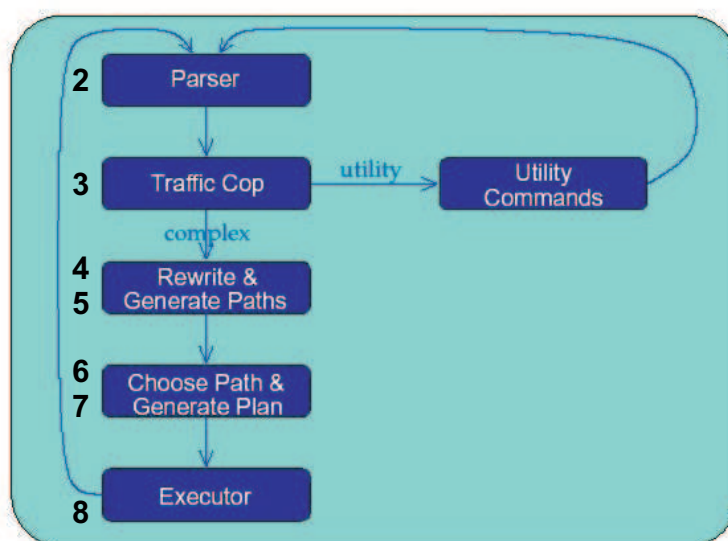 2
Parser
3
Traffic Cop
utility
Utility
Commands
complex
4
5
Rewrite &
Generate Paths
6
7
Choose Path &
Generate Plan
8
Executor